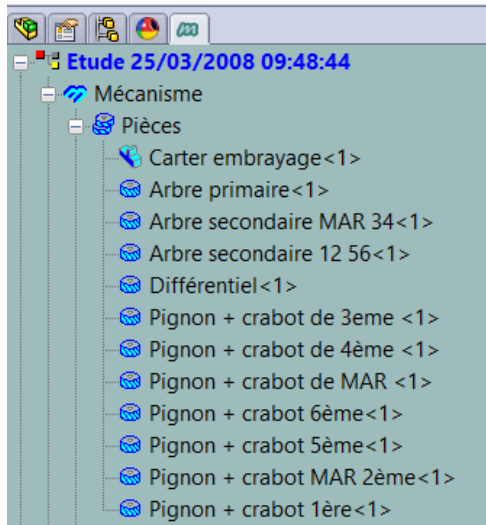 Etude 25/03/2008 09:48:44
Mécanisme
Pièces
Carter embrayage<1>
Arbre primaire<1>
Arbre secondaire MAR 34<1>
Arbre secondaire 12 56<1>
Différentiel<1>
Pignon + crabot de 3eme <1>
Pignon + crabot de 4ème <1>
Pignon + crabot de MAR <1>
Pignon + crabot 6ème<1>
Pignon + crabot 5ème<1>
Pignon + crabot MAR 2ème<1>
Pignon + crabot 1ère<1>